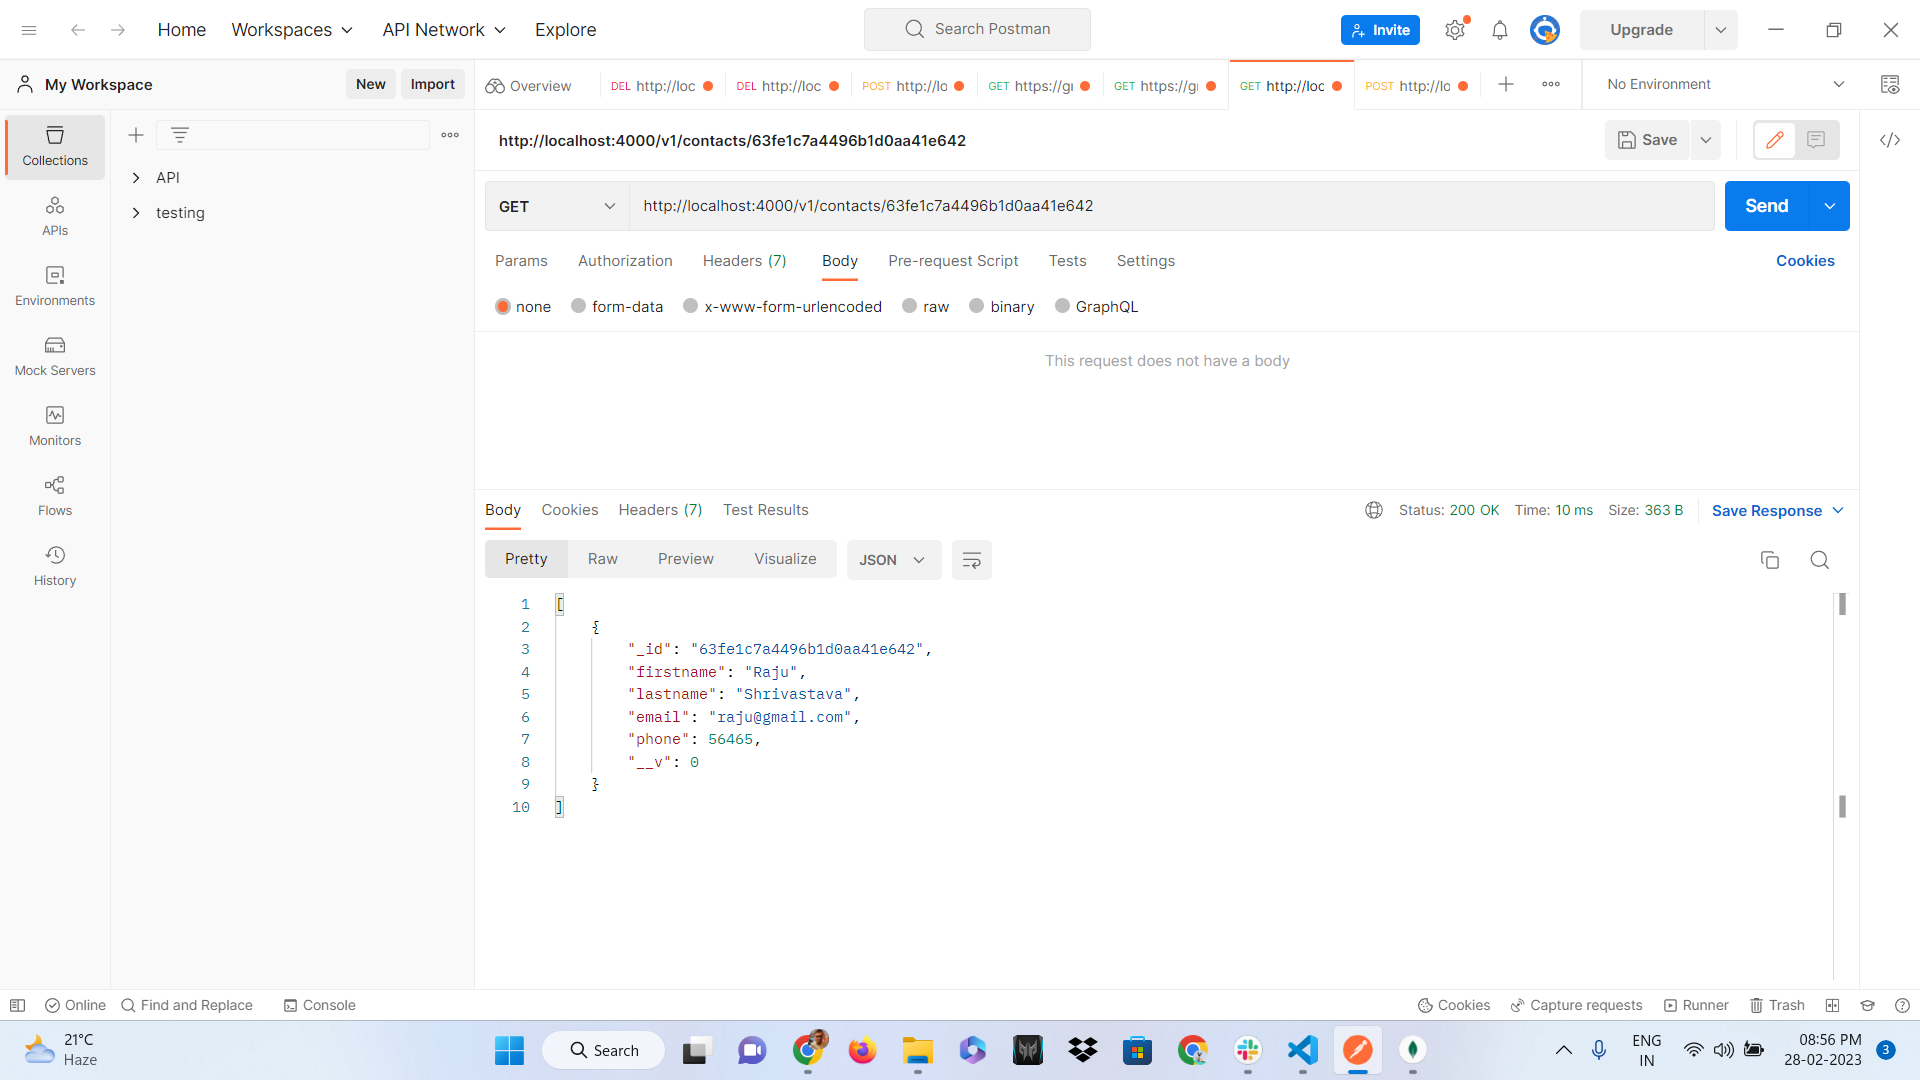 Home Workspaces API Network Explore Search Postman Invite Upgrade
My Workspace New Import Overview DEL http://loc DEL http://loc POST http://lo GET https://gi GET https://gi GET http://loc POST http://lo No Environment
Collections
API
testing
APIs
Environments
Mock Servers
Monitors
Flows
History
http://localhost:4000/v1/contacts/63fe1c7a4496b1d0aa41e642 Save
GET http://localhost:4000/v1/contacts/63fe1c7a4496b1d0aa41e642 Send
Params Authorization Headers (7) Body Pre-request Script Tests Settings Cookies
none form-data x-www-form-urlencoded raw binary GraphQL
This request does not have a body
Body Cookies Headers (7) Test Results Status: 200 OK Time: 10 ms Size: 363 B Save Response
Pretty Raw Preview Visualize JSON
1 [
2 {
3 "_id": "63fe1c7a4496b1d0aa41e642",
4 "firstname": "Raju",
5 "lastname": "Shrivastava",
6 "email": "raju@gmail.com",
7 "phone": 56465,
8 "__v": 0
9 }
10 ]
Online Find and Replace Console Cookies Capture requests Runner Trash
21°C
Haze
Search
ENG
IN
08:56 PM
28-02-2023
3